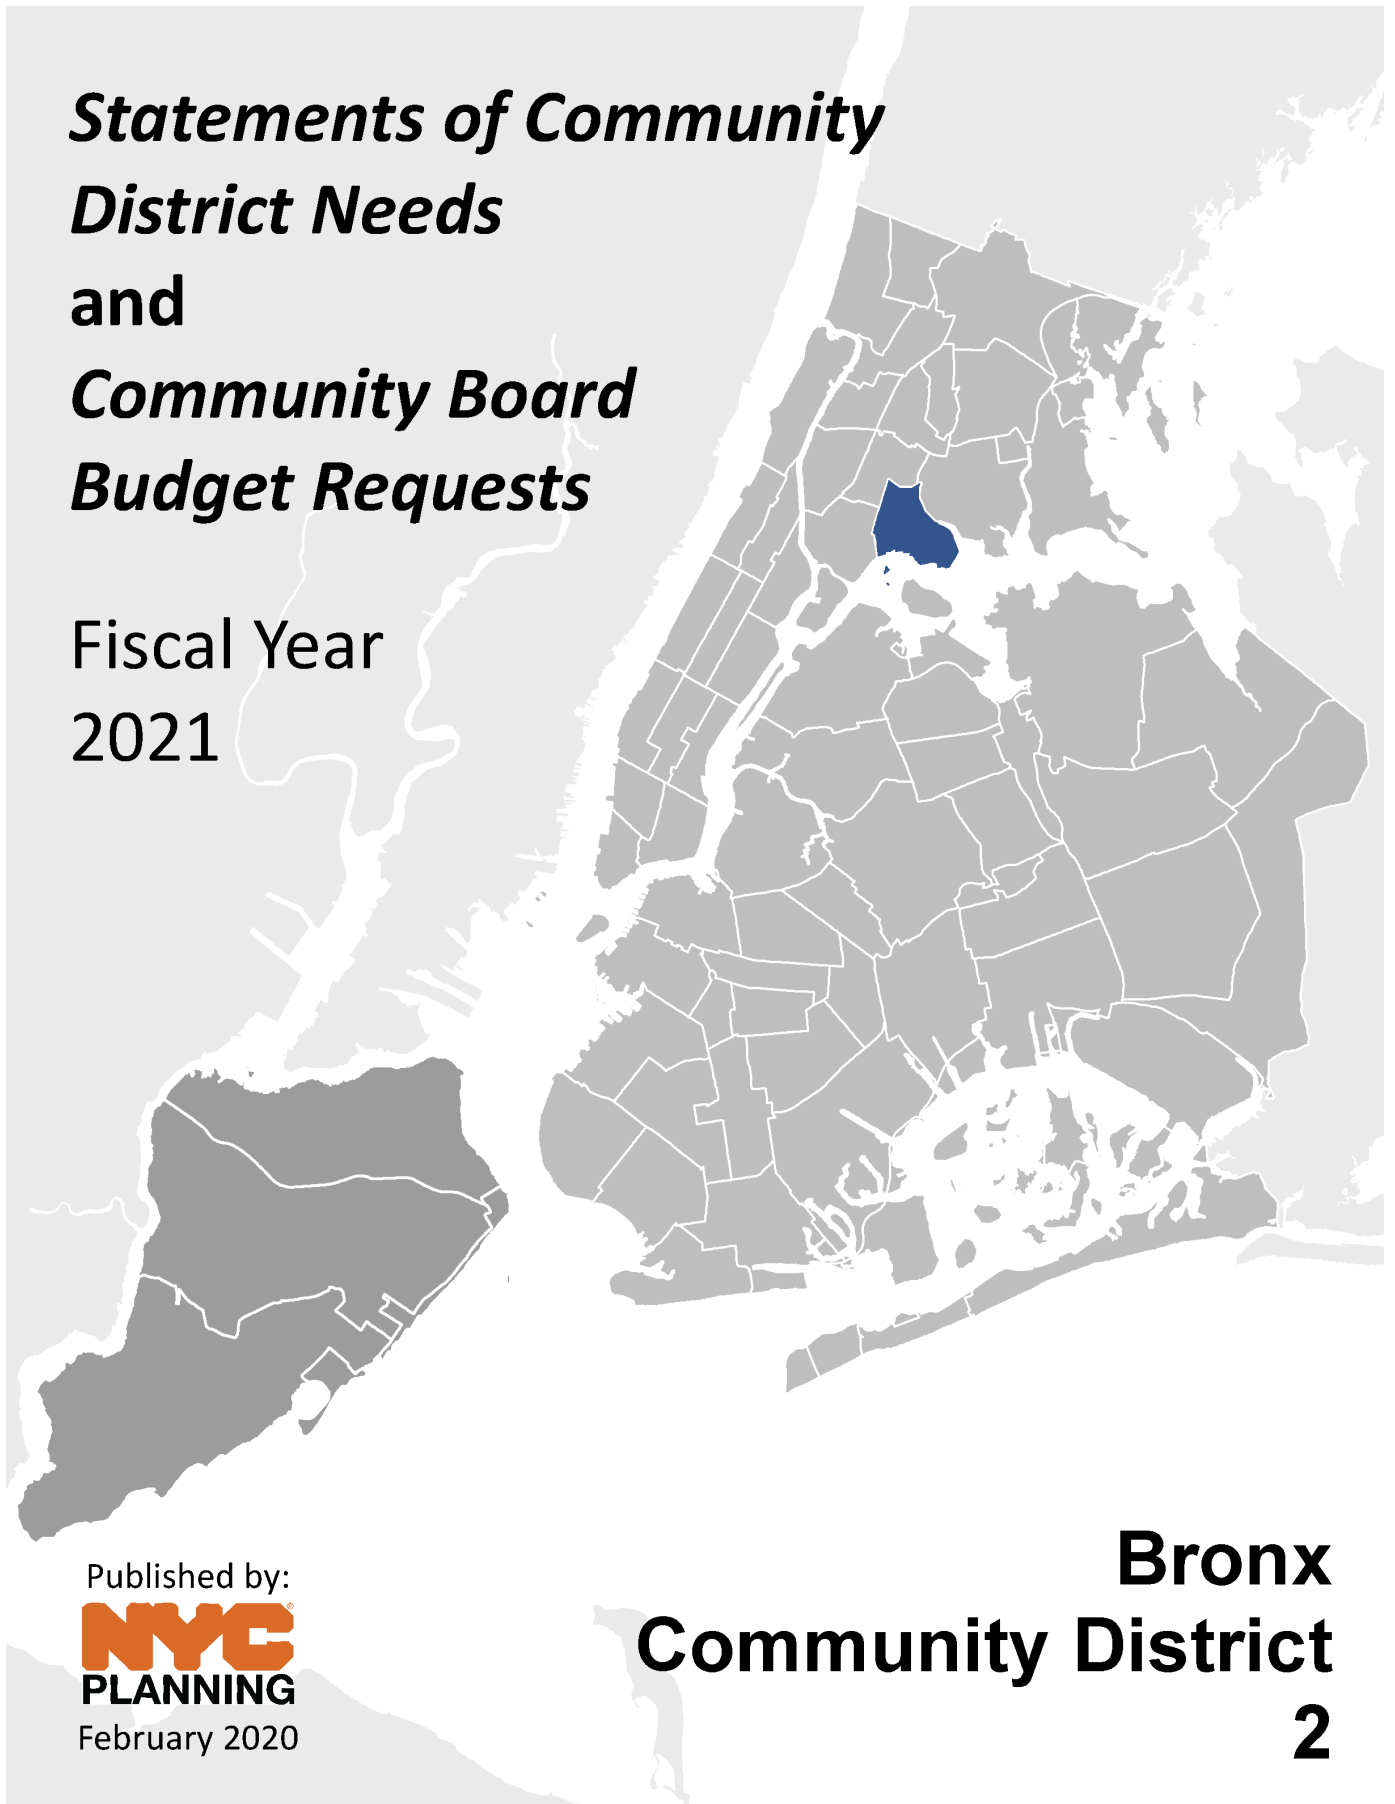 Statements of Community
District Needs
and
Community Board
Budget Requests
Fiscal Year
2021
Published by:
NYC®
PLANNING
February 2020
Bronx
Community District
2